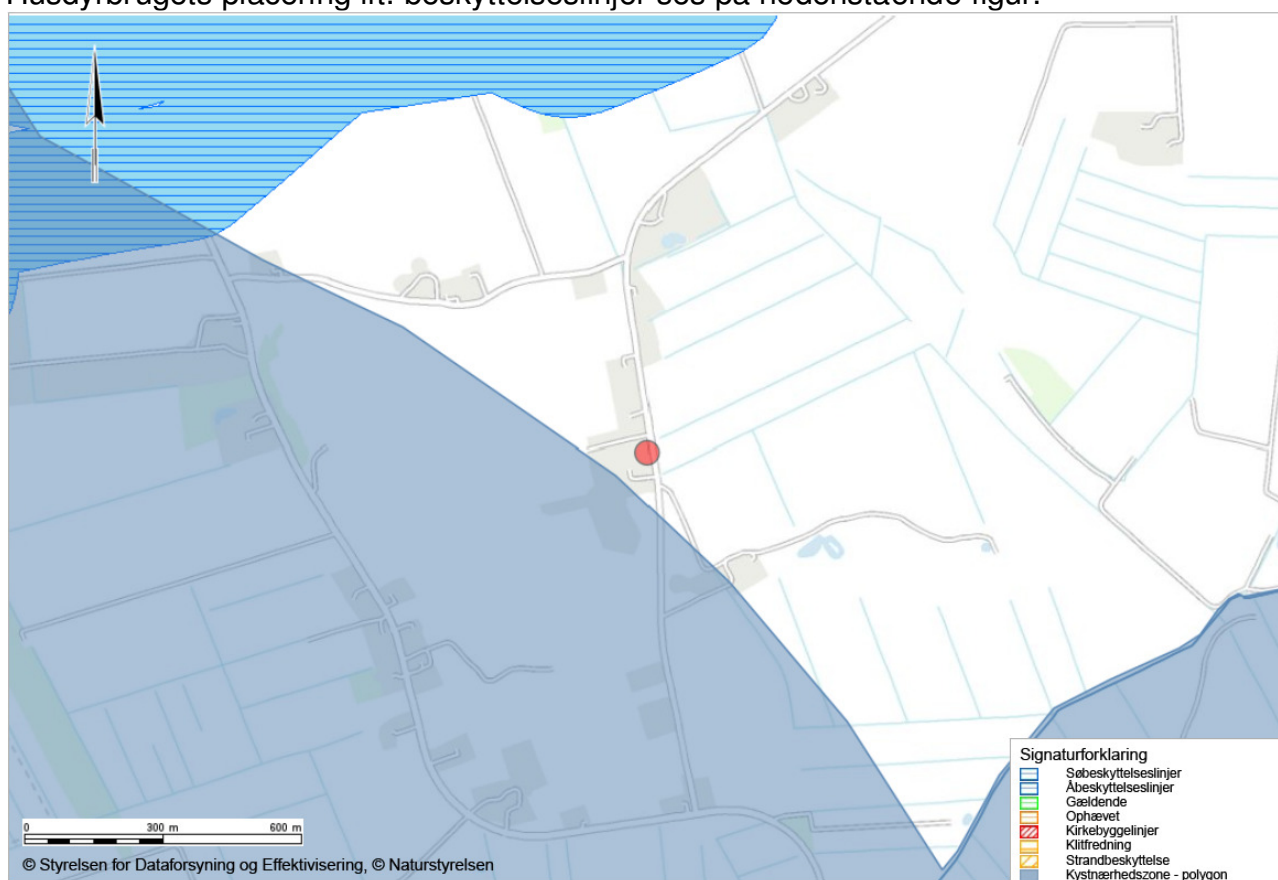 Husdyrbrugets placering ift. beskyttelseslinjer ses på nedenstående figur.
0 300 m 600 m
© Styrelsen for Dataforsyning og Effektivisering, © Naturstyrelsen
Signaturforklaring
Søbeskyttelseslinjer
Åbeskyttelseslinjer
Gældende
Ophævet
Kirkebyggelinjer
Klitfredning
Strandbeskyttelse
Kystnærhedszone - polygon